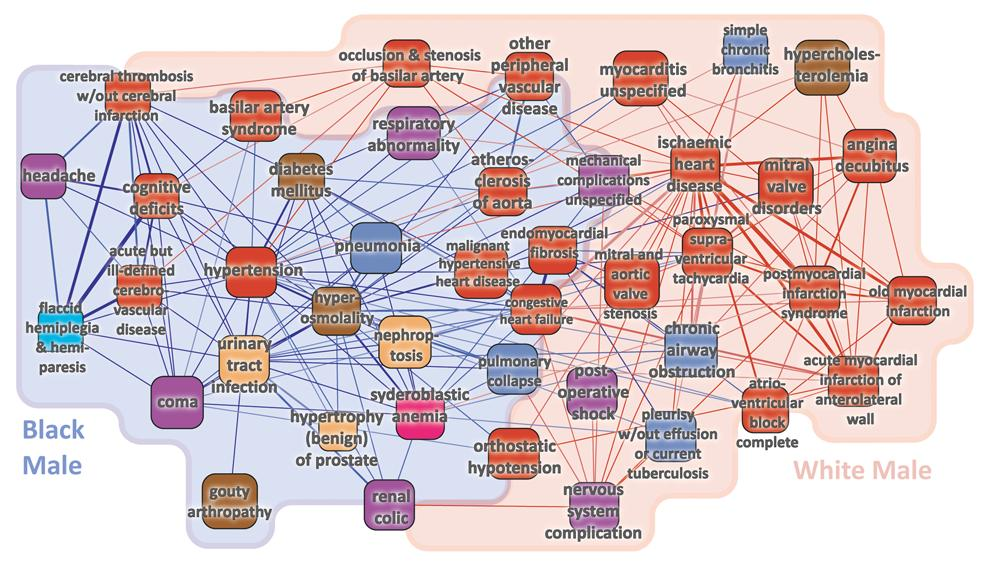 cerebral thrombosis
w/out cerebral
infarction
basilar artery
syndrome
occlusion & stenosis
of basilar artery
other
peripheral
vascular
disease
myocarditis
unspecified
simple
chronic
bronchitis
hypercholes-
terolemia
respiratory
abnormality
headache
cognitive
deficits
diabetes
mellitus
atheros-
clerosis
of aorta
mechanical
complications
unspecified
ischaemic
heart
disease
mitral
valve
disorders
angina
decubitus
acute but
ill-defined
cerebro-
vascular
disease
hypertension
pneumonia
malignant
hypertensive
heart disease
endomyocardial
fibrosis
mitral and
aortic
valve
stenosis
paroxysmal
supra-
ventricular
tachycardia
postmyocardial
infarction
syndrome
old myocardial
infarction
flaccid
hemiplegia
& hemi-
paresis
hyper-
osmolality
congestive
heart failure
urinary
tract
infection
nephrop-
tosis
pulmonary
collapse
chronic
airway
obstruction
acute myocardial
infarction of
anterolateral
wall
coma
syderoblastic
anemia
post-
operative
shock
atrio-
ventricular
block
complete
hypertrophy
(benign)
of prostate
orthostatic
hypotension
pleurisy
w/out effusion
or current
tuberculosis
Black
Male
White Male
gouty
arthropathy
renal
colic
nervous
system
complication